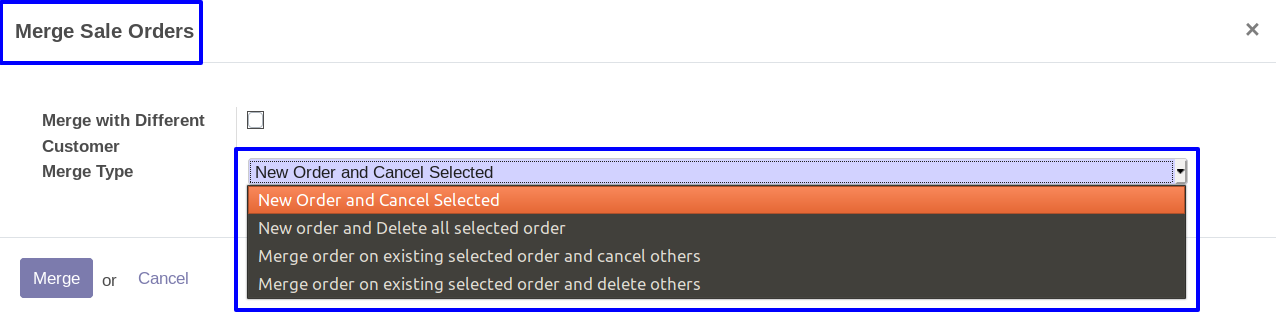 Merge Sale Orders
×
Merge with Different
Customer
Merge Type
New Order and Cancel Selected
New Order and Cancel Selected
New order and Delete all selected order
Merge order on existing selected order and cancel others
Merge order on existing selected order and delete others
Merge or Cancel